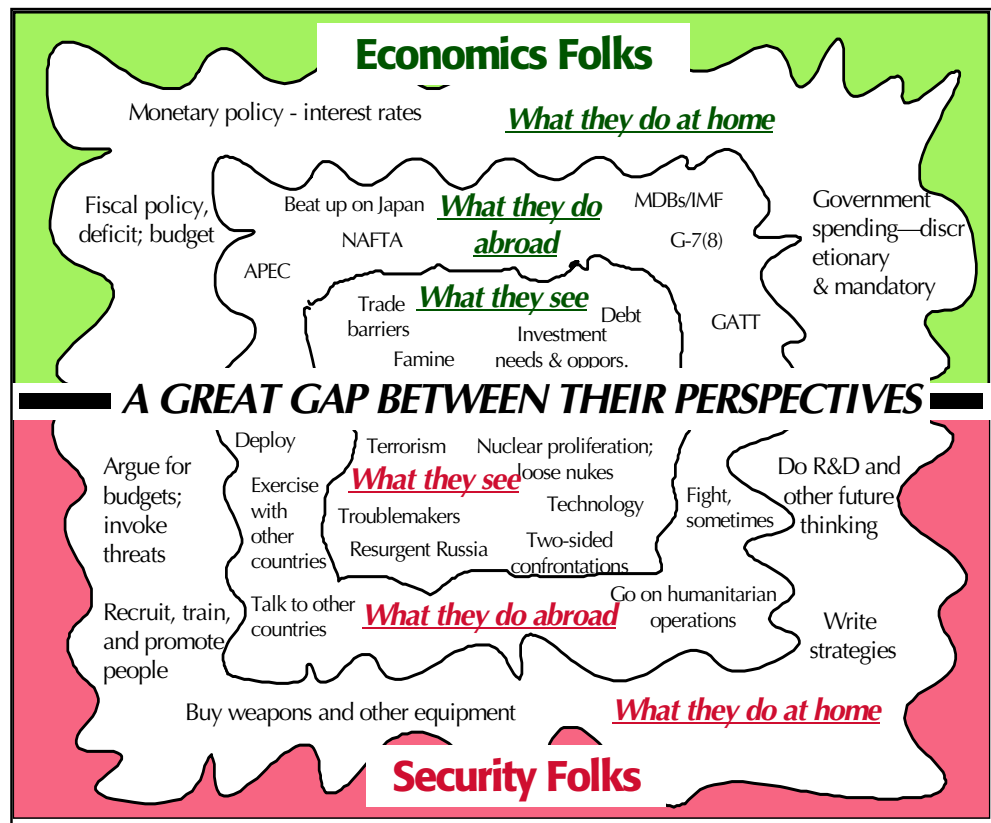 Economics Folks
Monetary policy - interest rates
What they do at home
Fiscal policy,
deficit; budget
Beat up on Japan
What they do
abroad
MDBs/IMF
NAFTA
G-7(8)
APEC
Government
spending—discr
etionary
& mandatory
What they see
Trade
barriers
Debt
Investment
needs & oppors.
GATT
Famine
A GREAT GAP BETWEEN THEIR PERSPECTIVES
Argue for
budgets;
invoke
threats
Deploy
Exercise
with
other
countries
Terrorism
Nuclear proliferation;
loose nukes
What they see
Technology
Troublemakers
Resurgent Russia
Two-sided
confrontations
Fight,
sometimes
Do R&D and
other future
thinking
Recruit, train,
and promote
people
Talk to other
countries
What they do abroad
Go on humanitarian
operations
Write
strategies
Buy weapons and other equipment
What they do at home
Security Folks